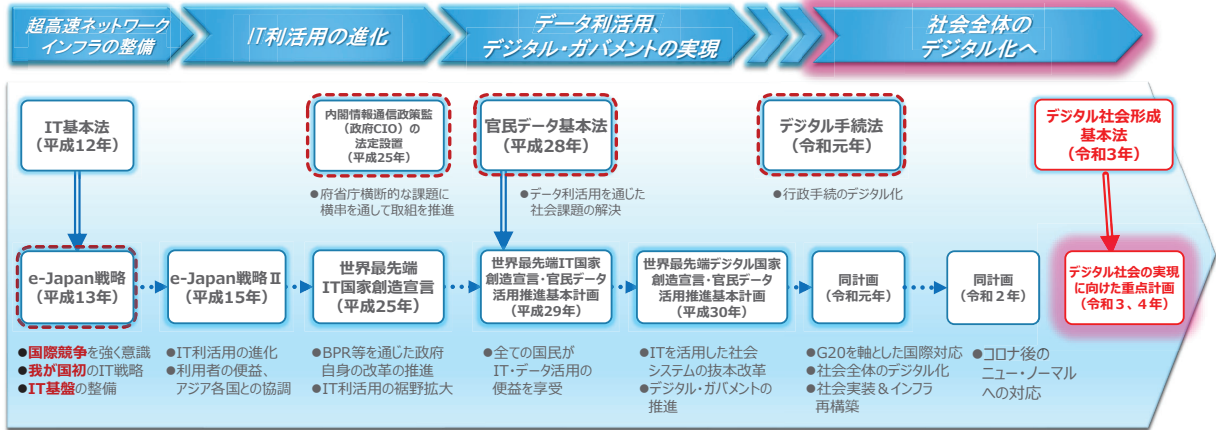 超高速ネットワーク
インフラの整備
IT利活用の進化
データ利活用、
デジタル・ガバメントの実現
社会全体の
デジタル化へ
IT基本法
(平成12年)
内閣情報通信政策監
(政府CIO)の
法定設置
(平成25年)
官民データ基本法
(平成28年)
デジタル手続法
(令和元年)
デジタル社会形成
基本法
(令和3年)
●府省庁横断的な課題に
横串を通して取組を推進
●データ利活用を通じた
社会課題の解決
●行政手続のデジタル化
e-Japan戦略
(平成13年)
e-Japan戦略Ⅱ
(平成15年)
世界最先端
IT国家創造宣言
(平成25年)
世界最先端IT国家
創造宣言・官民データ
活用推進基本計画
(平成29年)
世界最先端デジタル国家
創造宣言・官民データ
活用推進基本計画
(平成30年)
同計画
(令和元年)
同計画
(令和2年)
デジタル社会の実現
に向けた重点計画
(令和3、4年)
●国際競争を強く意識
●我が国初のIT戦略
●IT基盤の整備
●IT利活用の進化
●利用者の便益、
アジア各国との協調
●BPR等を通じた政府
自身の改革の推進
●IT利活用の裾野拡大
●全ての国民が
IT・データ活用の
便益を享受
●ITを活用した社会
システムの抜本改革
●デジタル・ガバメントの
推進
●G20を軸とした国際対応
●社会全体のデジタル化
●社会実装&インフラ
再構築
●コロナ後の
ニュー・ノーマル
への対応